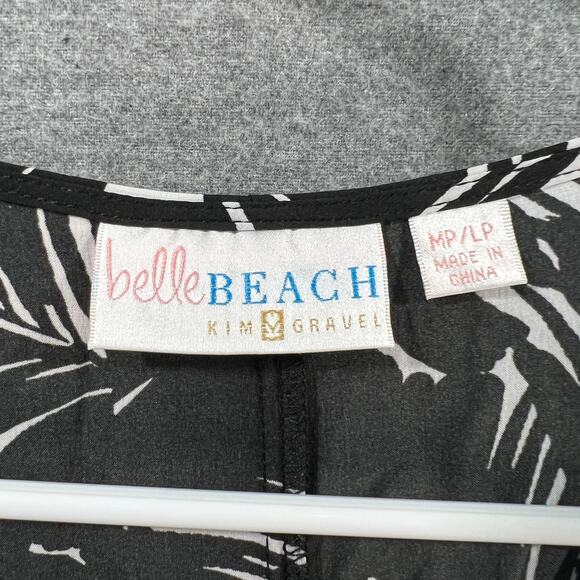 belleBEACH
KIM GRAVEL
MP/LP
MADE IN
CHINA